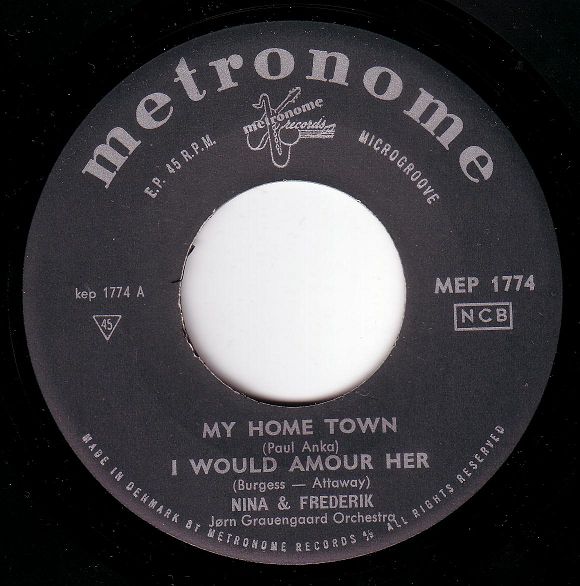 metronome
metronome records
E.P. 45 R.P.M.
MICROGROOVE
kep 1774 A
45
MEP 1774
NCB
MY HOME TOWN
(Paul Anka)
I WOULD AMOUR HER
(Burgess — Attaway)
NINA & FREDERIK
Jørn Grauengaard Orchestra
MADE IN DENMARK BY METRONOME RECORDS A/S ALL RIGHTS RESERVED